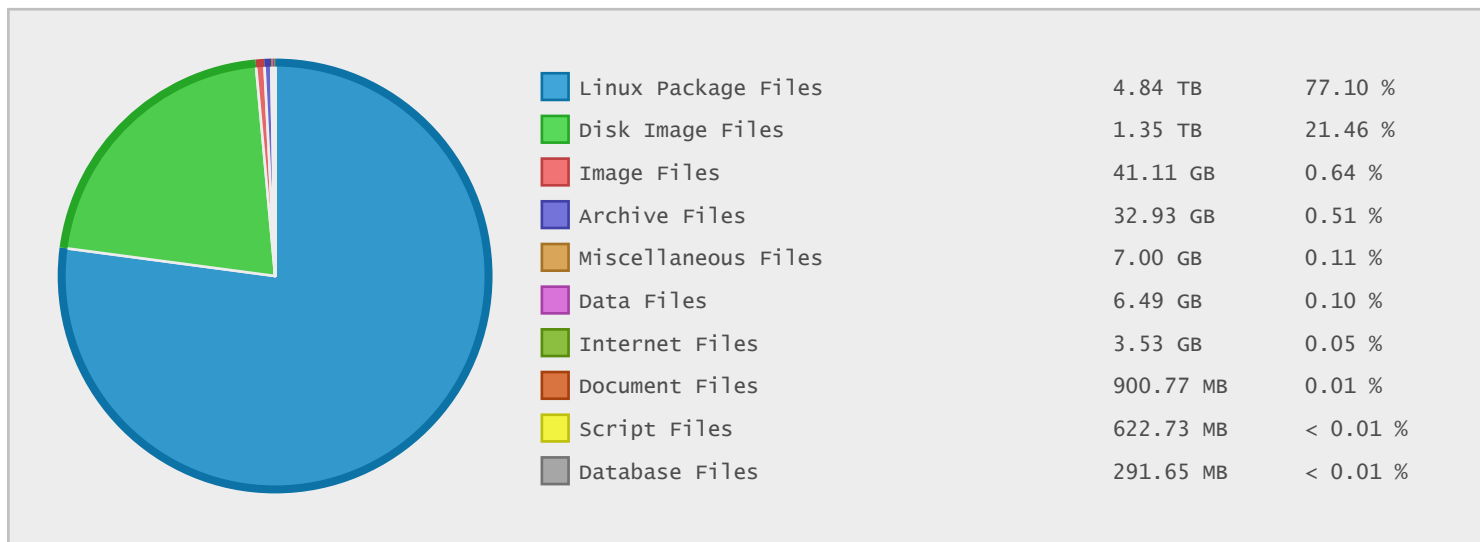 Linux Package Files 4.84 TB 77.10 %
Disk Image Files 1.35 TB 21.46 %
Image Files 41.11 GB 0.64 %
Archive Files 32.93 GB 0.51 %
Miscellaneous Files 7.00 GB 0.11 %
Data Files 6.49 GB 0.10 %
Internet Files 3.53 GB 0.05 %
Document Files 900.77 MB 0.01 %
Script Files 622.73 MB < 0.01 %
Database Files 291.65 MB < 0.01 %